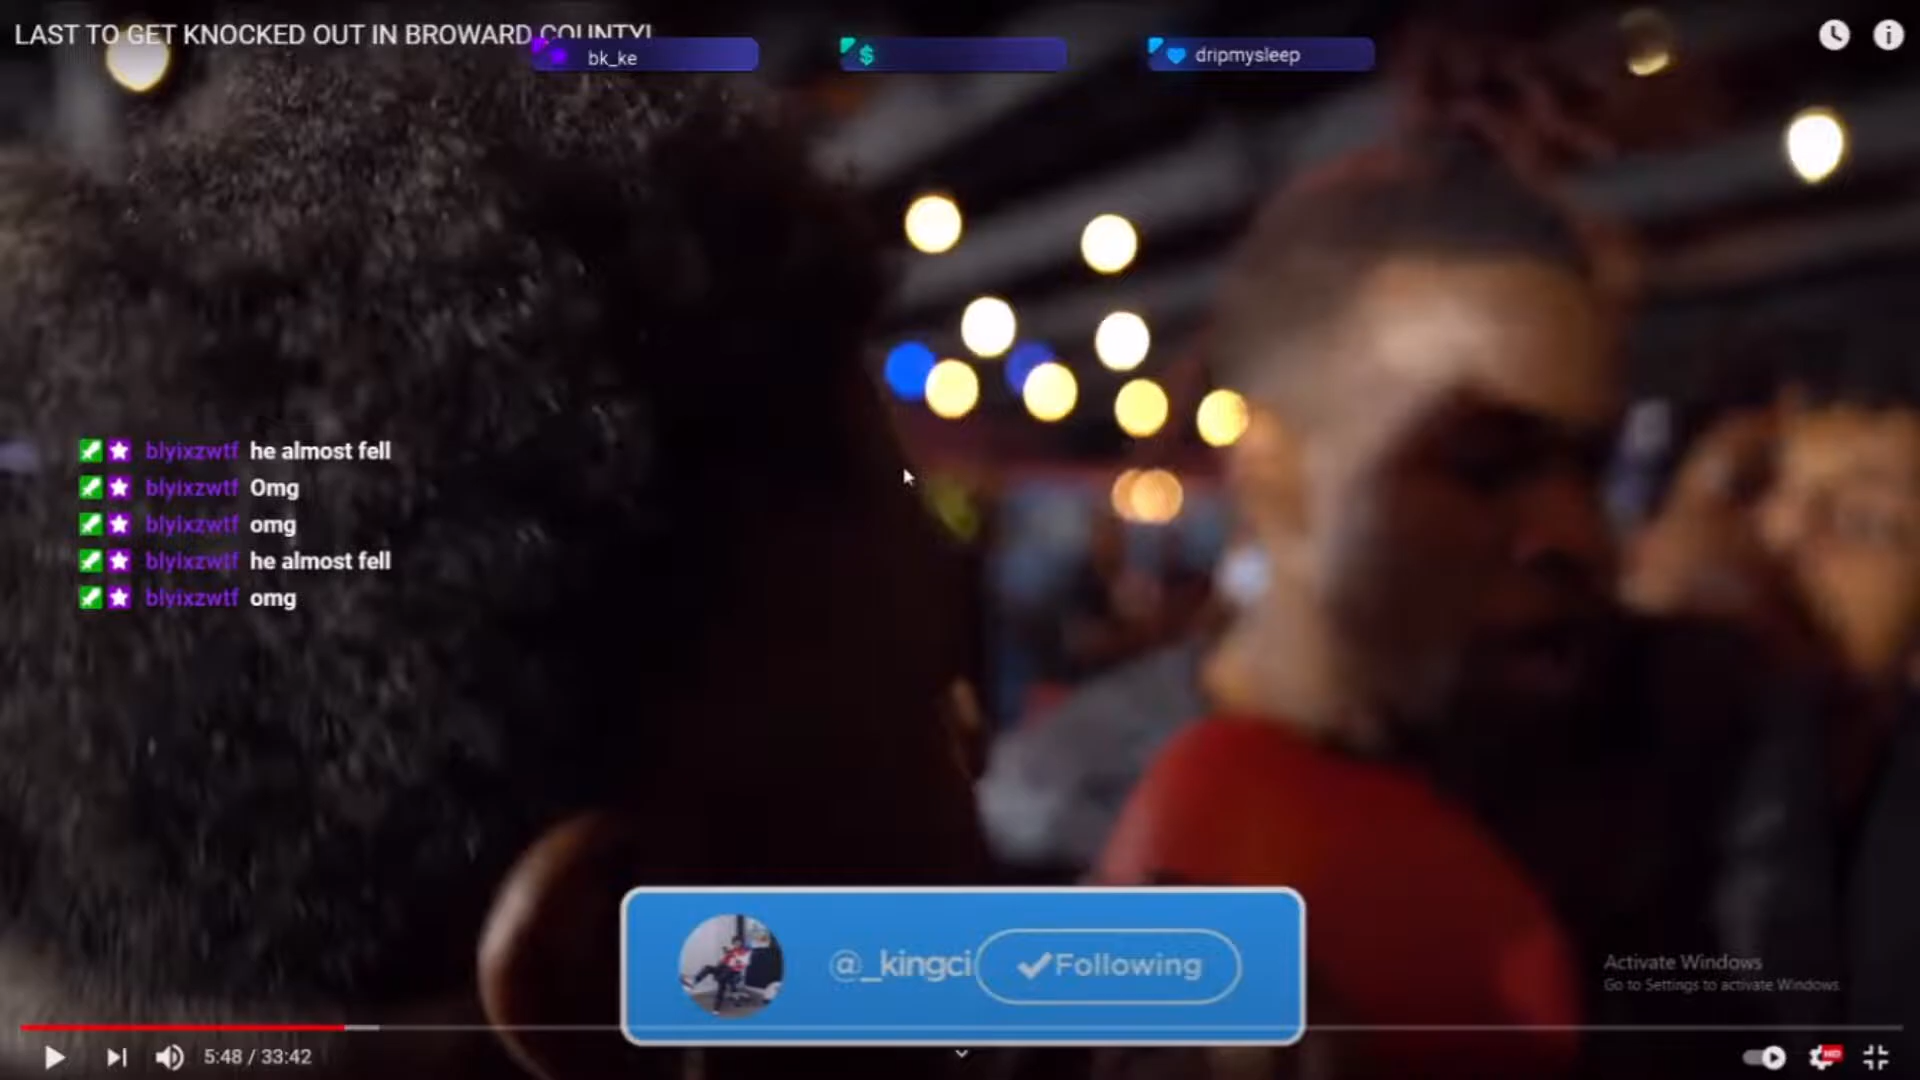 LAST TO GET KNOCKED OUT IN BROWARD COUNTY!
bk_ke
$
dripmysleep
blyixzwtf he almost fell
blyixzwtf Omg
blyixzwtf omg
blyixzwtf he almost fell
blyixzwtf omg
@_kingci
Following
Activate Windows
Go to Settings to activate Windows.
5:48 / 33:42
HD